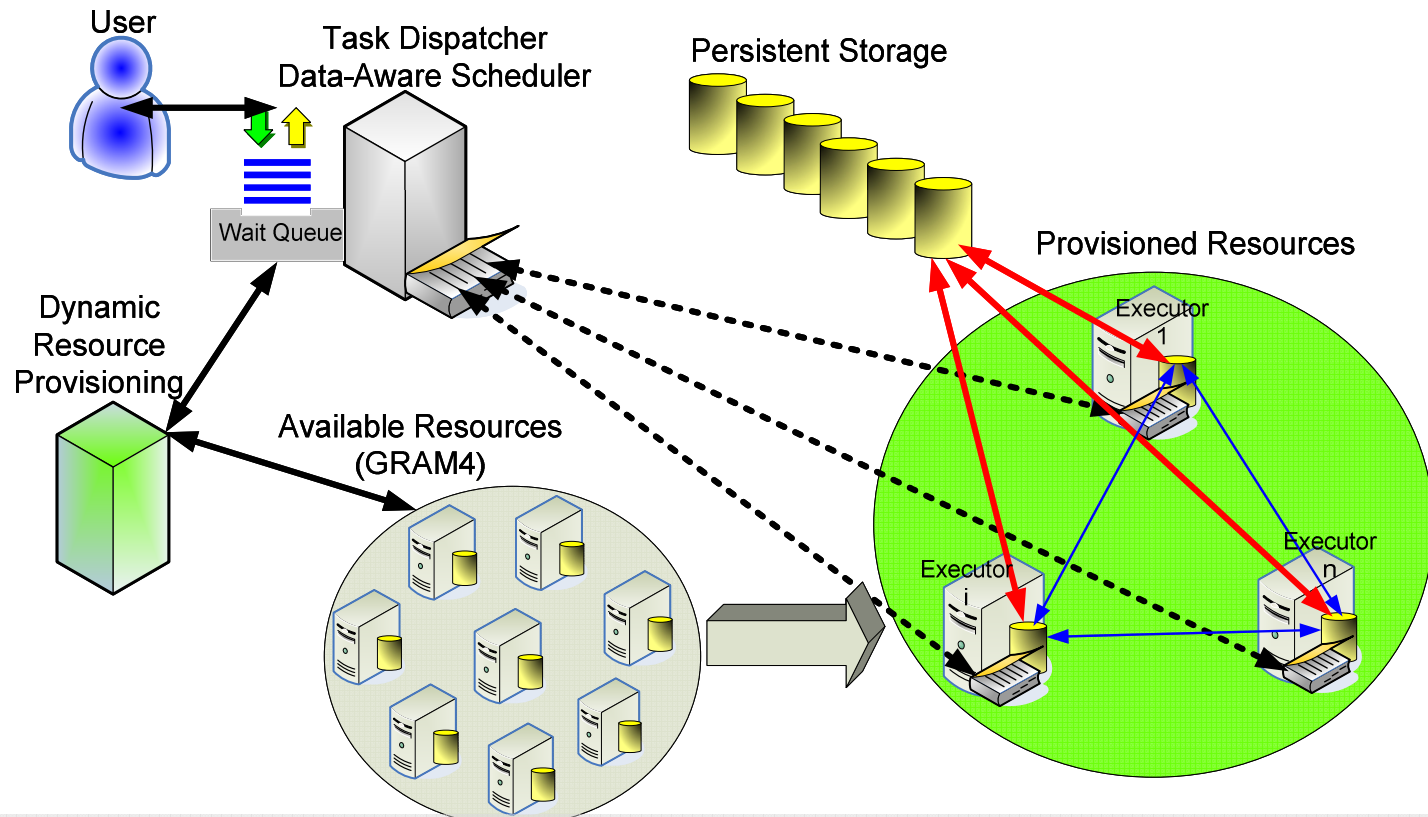 User
Task Dispatcher
Data-Aware Scheduler
Persistent Storage
Wait Queue
Provisioned Resources
Dynamic
Resource
Provisioning
Available Resources
(GRAM4)
Executor
1
Executor
i
Executor
n